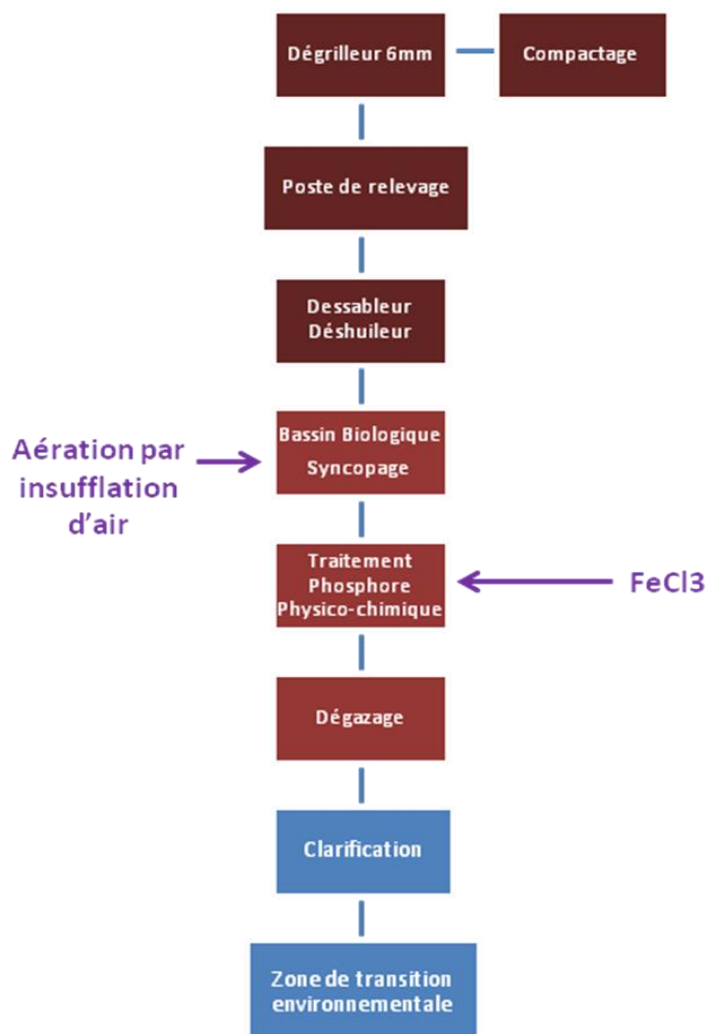 Dégrilleur 6mm
Compactage
Poste de relevage
Dessableur
Déshuileur
Aération par
insufflation
d'air
Bassin Biologique
Syncopage
Traitement
Phosphore
Physico-chimique
FeCl3
Dégazage
Clarification
Zone de transition
environnementale